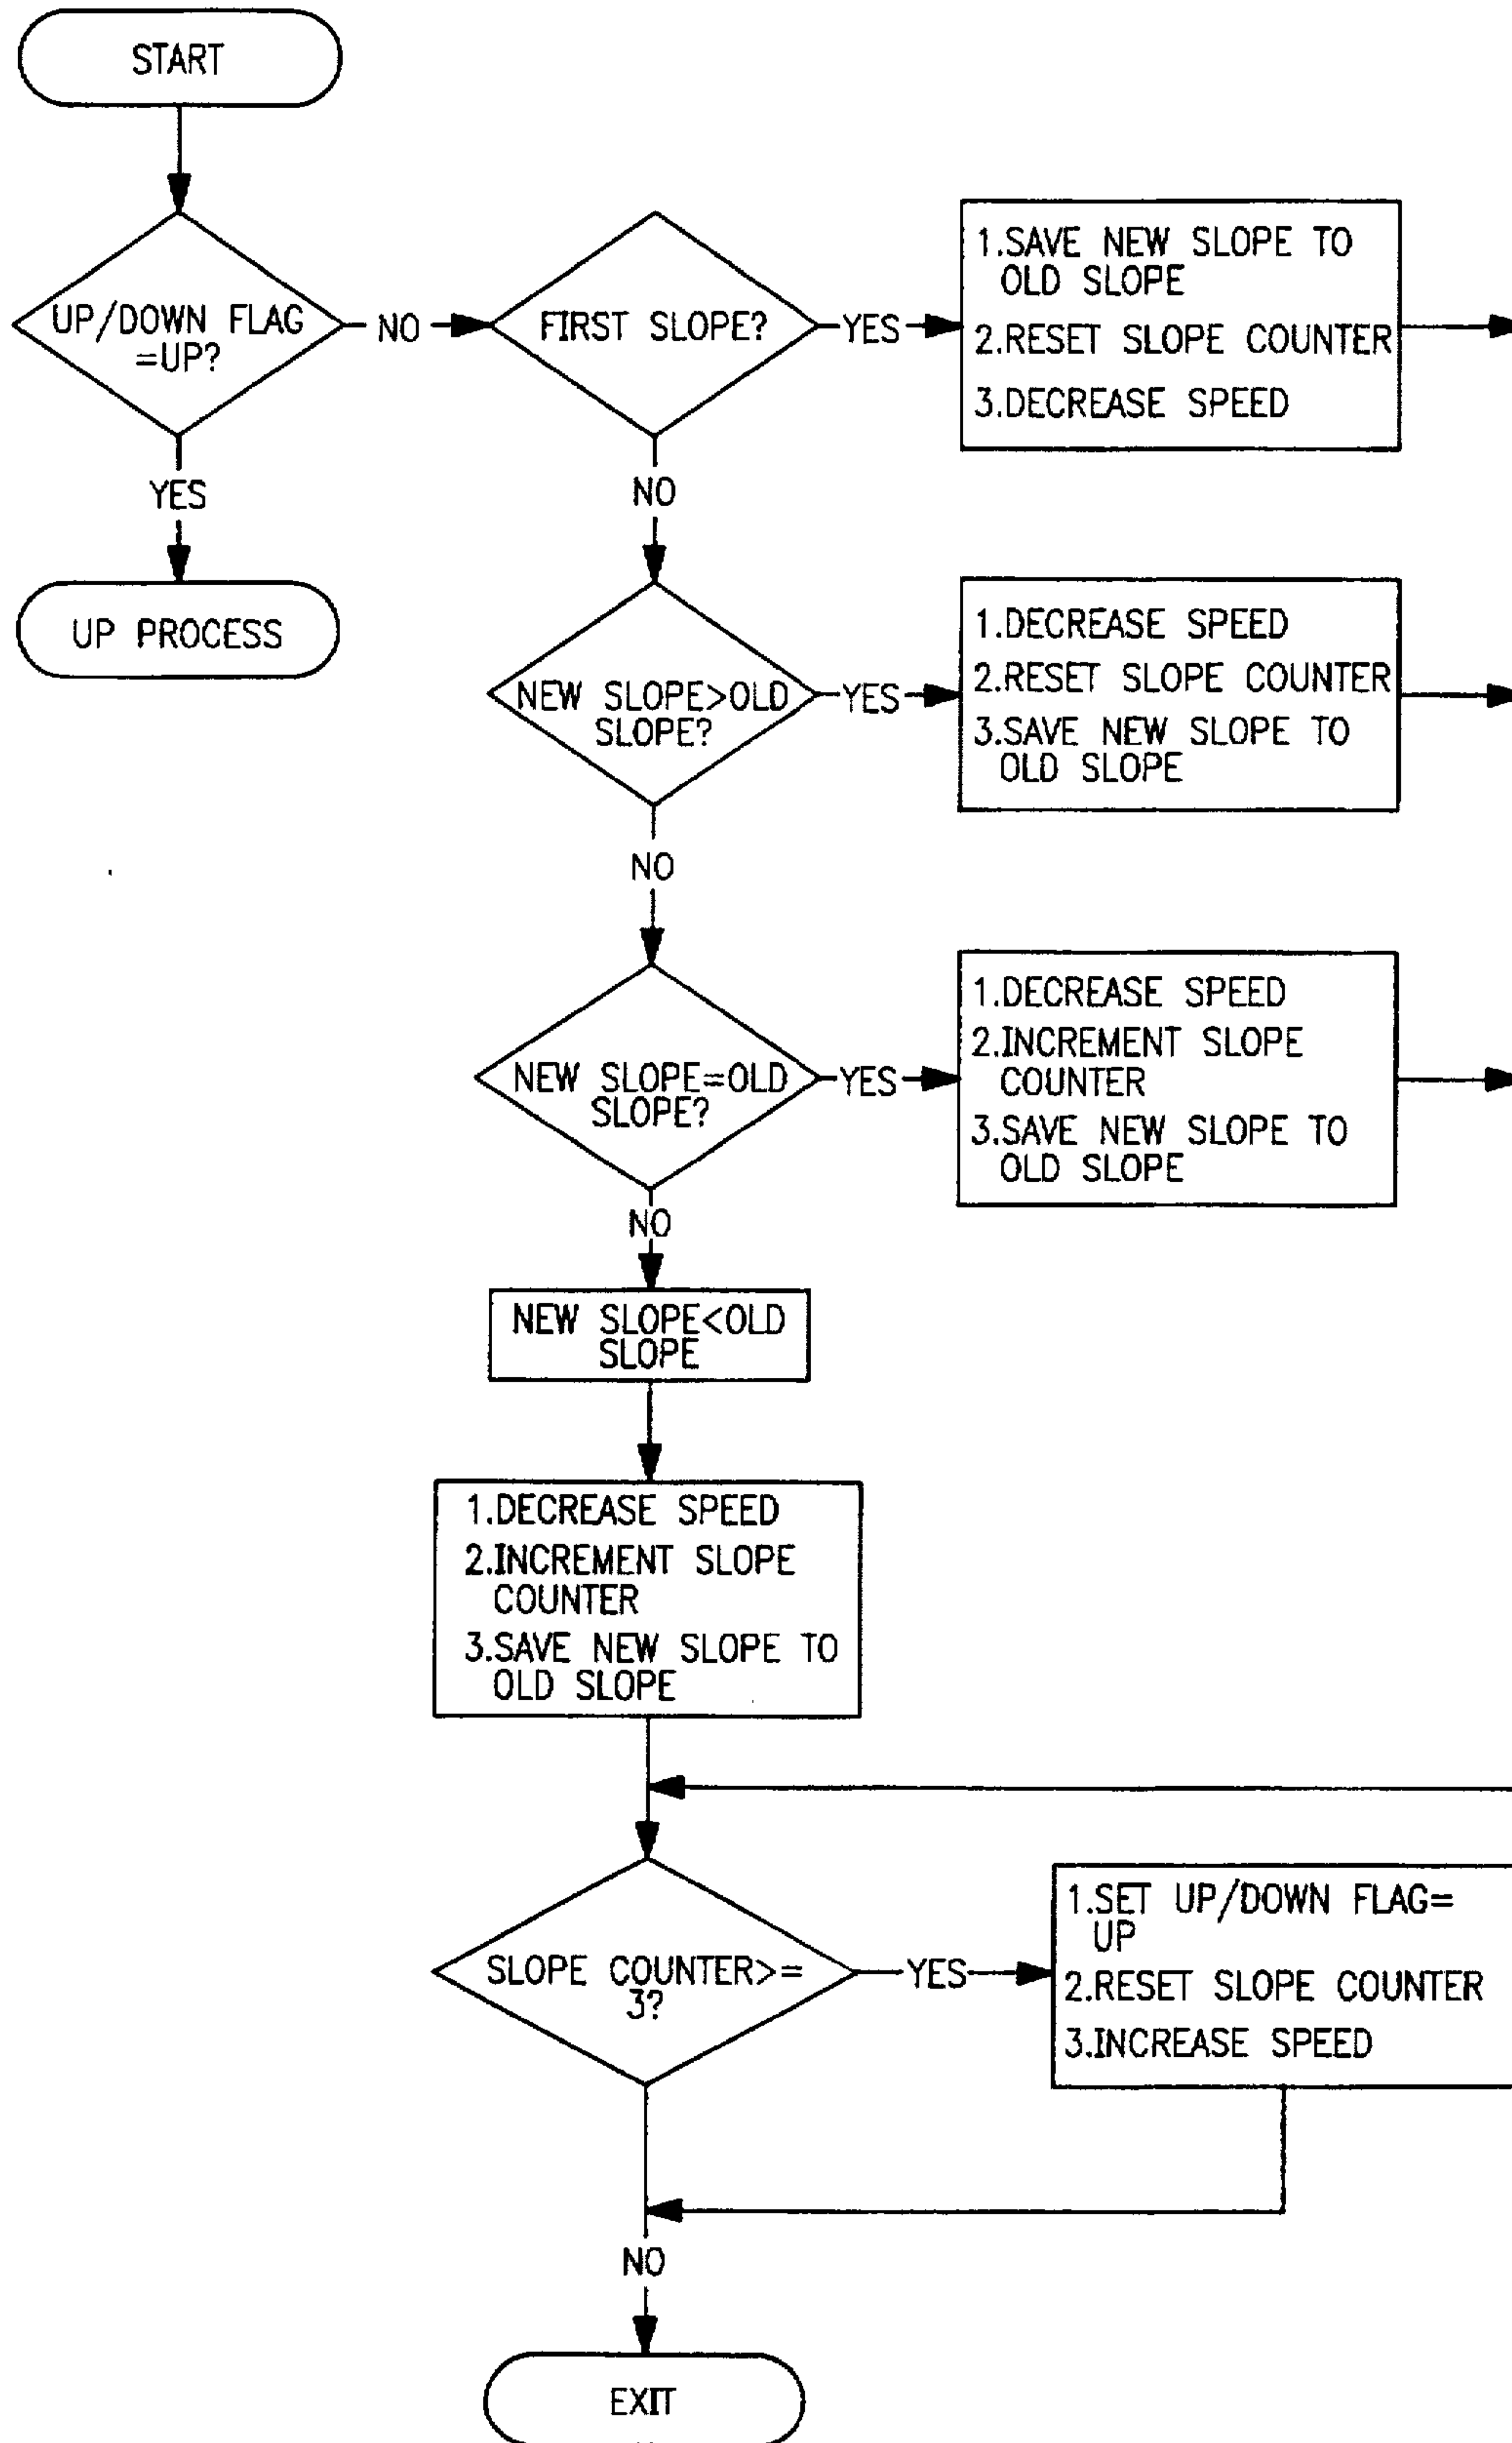 START
UP/DOWN FLAG
=UP?
NO
FIRST SLOPE?
YES
1.SAVE NEW SLOPE TO
OLD SLOPE
2.RESET SLOPE COUNTER
3.DECREASE SPEED
YES
NO
UP PROCESS
NEW SLOPE>OLD
SLOPE?
YES
1.DECREASE SPEED
2.RESET SLOPE COUNTER
3.SAVE NEW SLOPE TO
OLD SLOPE
NO
NEW SLOPE=OLD
SLOPE?
YES
1.DECREASE SPEED
2.INCREMENT SLOPE
COUNTER
3.SAVE NEW SLOPE TO
OLD SLOPE
NO
NEW SLOPE<OLD
SLOPE
1.DECREASE SPEED
2.INCREMENT SLOPE
COUNTER
3.SAVE NEW SLOPE TO
OLD SLOPE
SLOPE COUNTER>=
3?
YES
1.SET UP/DOWN FLAG=
UP
2.RESET SLOPE COUNTER
3.INCREASE SPEED
NO
EXIT